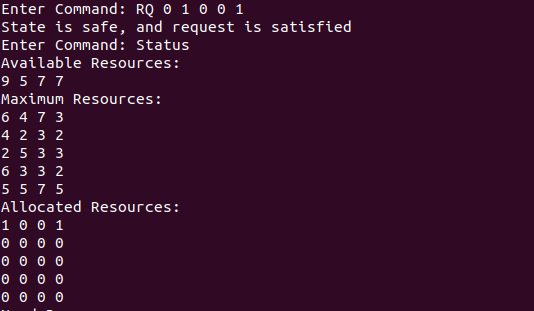 Enter Command: RQ 0 1 0 0 1
State is safe, and request is satisfied
Enter Command: Status
Available Resources:
9 5 7 7
Maximum Resources:
6 4 7 3
4 2 3 2
2 5 3 3
6 3 3 2
5 5 7 5
Allocated Resources:
1 0 0 1
0 0 0 0
0 0 0 0
0 0 0 0
0 0 0 0